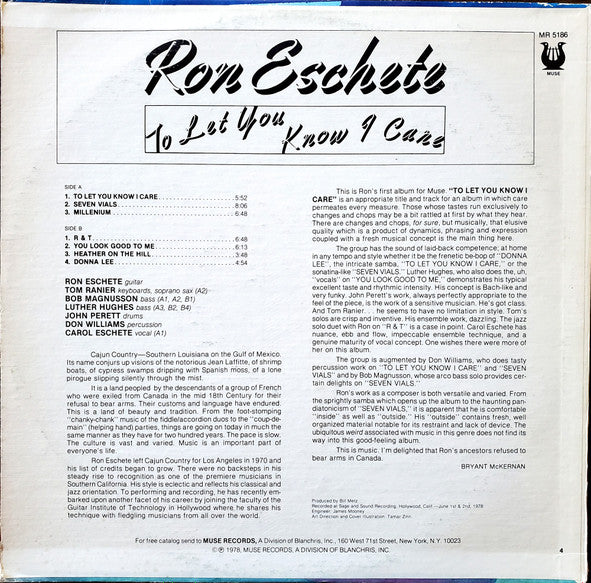 MR 5186
MUSE
Ron Eschete
To Let You Know I Care
SIDE A
1. TO LET YOU KNOW I CARE . . . . . . . . . . . . . . . . . 5:52
2. SEVEN VIALS . . . . . . . . . . . . . . . . . 8:06
3. MILLENIUM . . . . . . . . . . . . . . . . . 6:48
SIDE B
1. R & T . . . . . . . . . . . . . . . . . 6:48
2. YOU LOOK GOOD TO ME . . . . . . . . . . . . . . . . . 6:13
3. HEATHER ON THE HILL . . . . . . . . . . . . . . . . . 3:48
4. DONNA LEE . . . . . . . . . . . . . . . . . 4:54
RON ESCHETE guitar
TOM RANIER keyboards, soprano sax (A2)
BOB MAGNUSSON bass (A1, A2, B1)
LUTHER HUGHES bass (A3, B2, B4)
JOHN PERETT drums
DON WILLIAMS percussion
CAROL ESCHETE vocal (A1)
Cajun Country—Southern Louisiana on the Gulf of Mexico.
Its name conjurs up visions of the notorious Jean Laffitte, of shrimp
boats, of cypress swamps dripping with Spanish moss, of a lone
pirogue slipping silently through the mist.
It is a land peopled by the descendants of a group of French
who were exiled from Canada in the mid 18th Century for their
refusal to bear arms. Their customs and language have endured.
This is a land of beauty and tradition. From the foot-stomping
"chanky-chank" music of the fiddle/accordion duos to the "coup-de-
main" (helping hand) parties, things are going on today in much the
same manner as they have for two hundred years. The pace is slow.
The culture is vast and varied. Music is an important part of
everyone's life.
Ron Eschete left Cajun Country for Los Angeles in 1970 and
his list of credits began to grow. There were no backsteps in his
steady rise to recognition as one of the premiere musicians in
Southern California. His style is eclectic and reflects his classical and
jazz orientation. To performing and recording, he has recently em-
barked upon another facet of his career by joining the faculty of the
Guitar Institute of Technology in Hollywood where he shares his
technique with fledgling musicians from all over the world.
This is Ron's first album for Muse. "TO LET YOU KNOW I
CARE" is an appropriate title and track for an album in which care
permeates every measure. Those whose tastes run exclusively to
changes and chops may be a bit rattled at first by what they hear.
There are changes and chops, for sure, but musically, that elusive
quality which is a product of dynamics, phrasing and expression
coupled with a fresh musical concept is the main thing here.
The group has the sound of laid-back competence; at home
in any tempo and style whether it be the frenetic be-bop of "DONNA
LEE", the intricate samba, "TO LET YOU KNOW I CARE," or the
sonatina-like "SEVEN VIALS." Luther Hughes, who also does the, uh,
"vocals" on "YOU LOOK GOOD TO ME," demonstrates his typical
excellent taste and rhythmic intensity. His concept is Bach-like and
very funky. John Perett's work, always perfectly appropriate to the
feel of the piece, is the work of a sensitive musician. He's got class.
And Tom Ranier. . . he seems to have no limitation in style. Tom's
solos are crisp and inventive. His ensemble work, dazzling. The jazz
solo duet with Ron on "R & T" is a case in point. Carol Eschete has
nuance, ebb and flow, impeccable ensemble technique, and a
genuine maturity of vocal concept. One wishes there were more of
her on this album.
The group is augmented by Don Williams, who does tasty
percussion work on "TO LET YOU KNOW I CARE" and "SEVEN
VIALS" and by Bob Magnusson, whose arco bass solo provides cer-
tain delights on "SEVEN VIALS."
Ron's work as a composer is both versatile and varied. From
the sprightly samba which opens up the album to the haunting pan-
diatonicism of "SEVEN VIALS," it is apparent that he is comfortable
"inside" as well as "outside." His "outside" contains fresh, well
organized material notable for its restraint and lack of device. The
ubiquitous weird associated with music in this genre does not find its
way into this good-feeling album.
This is music. I'm delighted that Ron's ancestors refused to
bear arms in Canada.
BRYANT McKERNAN
Produced by Bill Metz
Recorded at Sage and Sound Recording, Hollywood, Calif.—June 1st & 2nd, 1978
Engineer: James Mooney
Art Direction and Cover Illustration: Tamar Zinn
For free catalog send to MUSE RECORDS, A Division of Blanchris, Inc., 160 West 71st Street, New York, N.Y. 10023
© ℗ 1978, MUSE RECORDS, A DIVISION OF BLANCHRIS, INC.
4